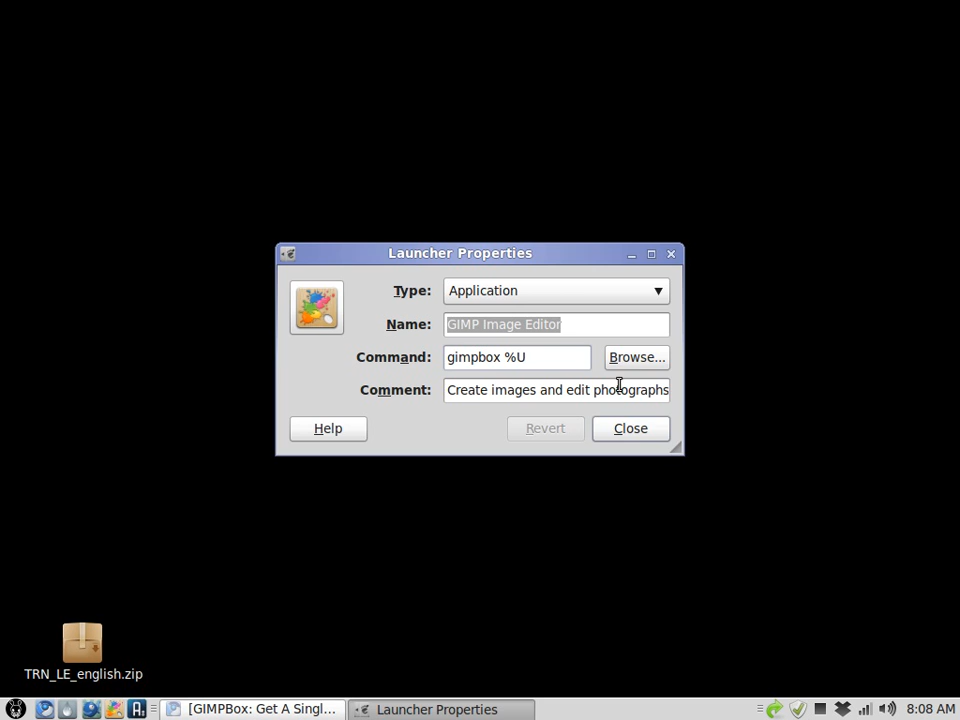 Launcher Properties
Type: Application
Name: GIMP Image Editor
Command: gimpbox %U Browse...
Comment: Create images and edit photographs
Help Revert Close
TRN_LE_english.zip
[GIMPBox: Get A Singl... Launcher Properties 8:08 AM